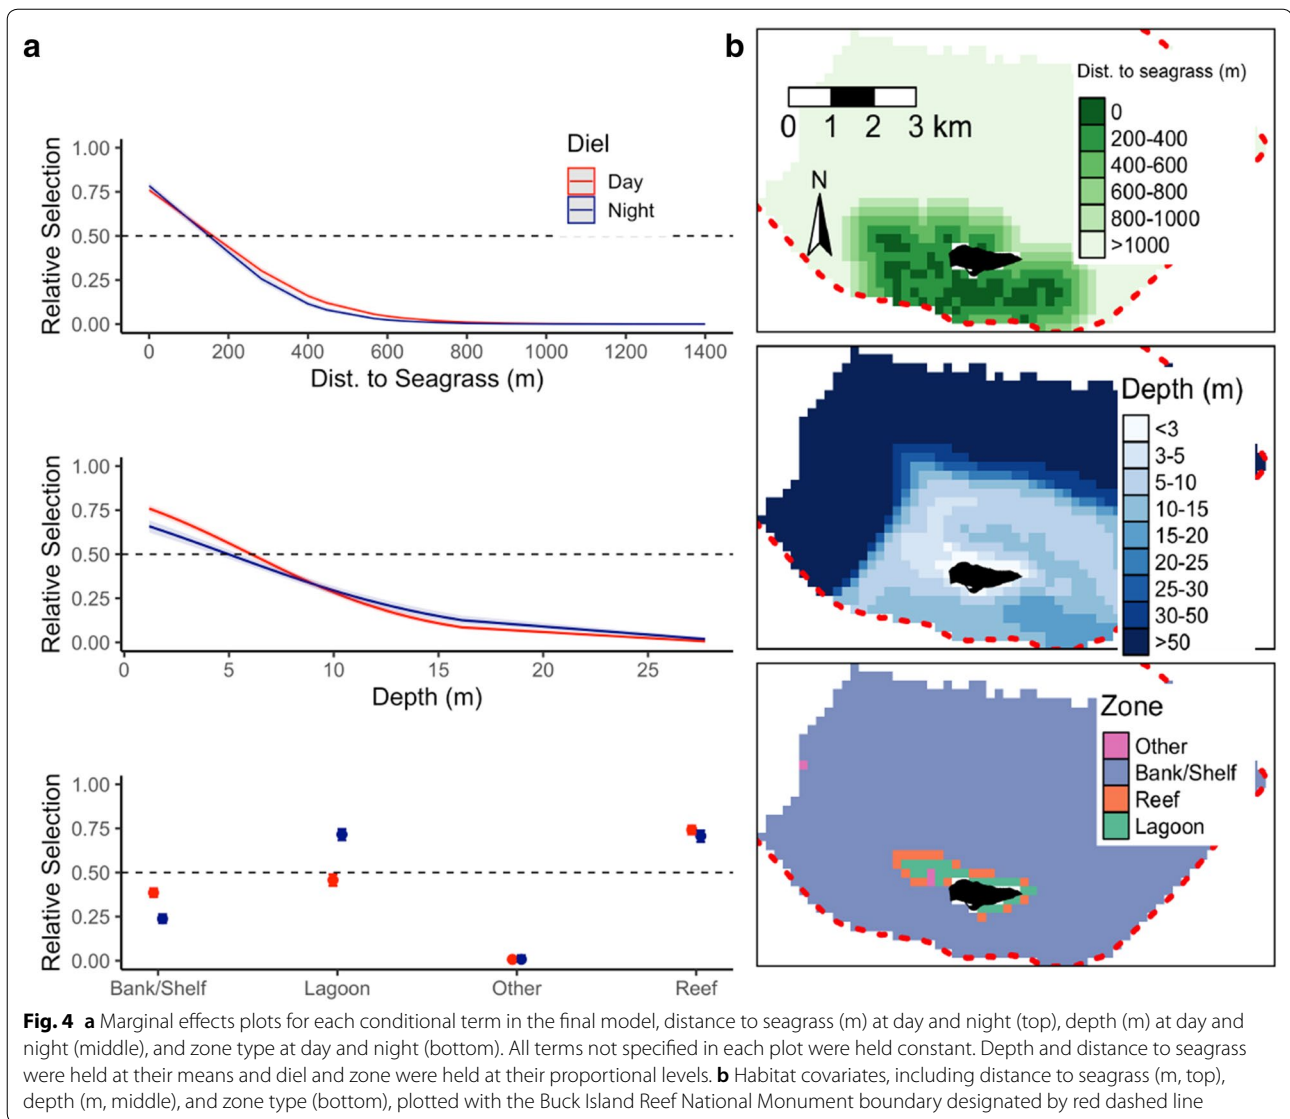 a
b
Relative Selection
1.00
0.75
0.50
0.25
0.00
Diel
Day
Night
0 200 400 600 800 1000 1200 1400
Dist. to Seagrass (m)
Relative Selection
1.00
0.75
0.50
0.25
0.00
0 5 10 15 20 25
Depth (m)
Relative Selection
1.00
0.75
0.50
0.25
0.00
Bank/Shelf Lagoon Other Reef
Dist. to seagrass (m)
0
200-400
400-600
600-800
800-1000
>1000
0 1 2 3 km
N
Depth (m)
<3
3-5
5-10
10-15
15-20
20-25
25-30
30-50
>50
Zone
Other
Bank/Shelf
Reef
Lagoon
Fig. 4 a Marginal effects plots for each conditional term in the final model, distance to seagrass (m) at day and night (top), depth (m) at day and
night (middle), and zone type at day and night (bottom). All terms not specified in each plot were held constant. Depth and distance to seagrass
were held at their means and diel and zone were held at their proportional levels. b Habitat covariates, including distance to seagrass (m, top),
depth (m, middle), and zone type (bottom), plotted with the Buck Island Reef National Monument boundary designated by red dashed line